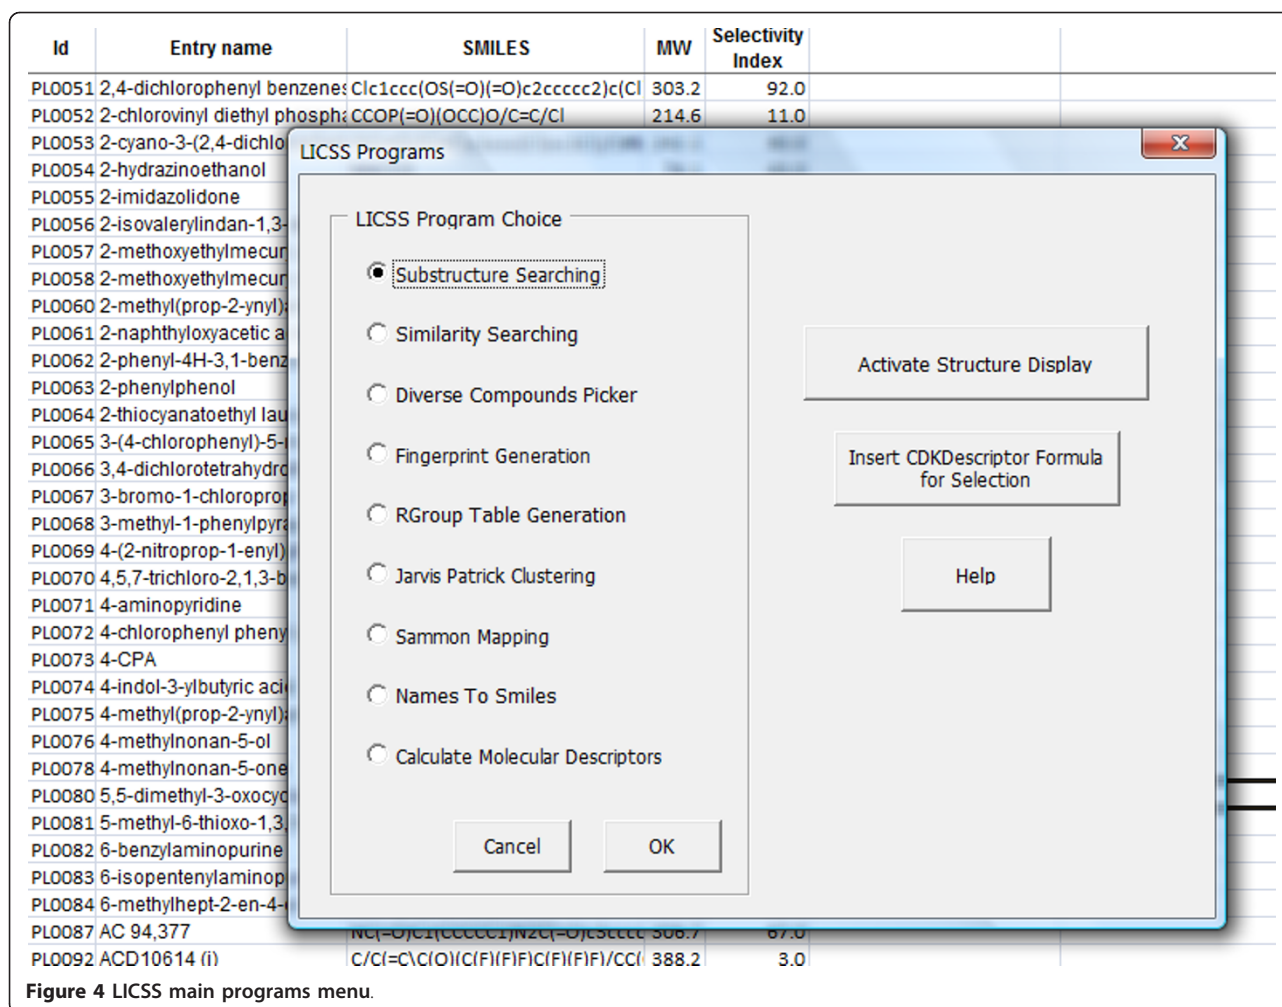 Id Entry name SMILES MW Selectivity Index
PL0051 2,4-dichlorophenyl benzenes Clc1ccc(OS(=O)(=O)c2ccccc2)c(Cl 303.2 92.0
PL0052 2-chlorovinyl diethyl phospha CCOP(=O)(OCC)O/C=C/Cl 214.6 11.0
PL0053 2-cyano-3-(2,4-dichlo
PL0054 2-hydrazinoethanol
PL0055 2-imidazolidone
PL0056 2-isovalerylindan-1,3-
PL0057 2-methoxyethylmecur
PL0058 2-methoxyethylmecur
PL0060 2-methyl(prop-2-ynyl)a
PL0061 2-naphthyloxyacetic a
PL0062 2-phenyl-4H-3,1-benz
PL0063 2-phenylphenol
PL0064 2-thiocyanatoethyl lau
PL0065 3-(4-chlorophenyl)-5-
PL0066 3,4-dichlorotetrahydro
PL0067 3-bromo-1-chloroprop
PL0068 3-methyl-1-phenylpyra
PL0069 4-(2-nitroprop-1-enyl)
PL0070 4,5,7-trichloro-2,1,3-b
PL0071 4-aminopyridine
PL0072 4-chlorophenyl pheny
PL0073 4-CPA
PL0074 4-indol-3-ylbutyric aci
PL0075 4-methyl(prop-2-ynyl)a
PL0076 4-methylnonan-5-ol
PL0078 4-methylnonan-5-one
PL0080 5,5-dimethyl-3-oxocyc
PL0081 5-methyl-6-thioxo-1,3,
PL0082 6-benzylaminopurine
PL0083 6-isopentenylaminop
PL0084 6-methylhept-2-en-4-
PL0087 AC 94,377 NC(=O)C1(CCCCC1)N2C(=O)c3cccc 306.7 67.0
PL0092 ACD10614 (i) C/C(=C\C(O)(C(F)(F)F)C(F)(F)F)/CC( 388.2 3.0
LICSS Programs
LICSS Program Choice
Substructure Searching
Similarity Searching
Diverse Compounds Picker
Fingerprint Generation
RGroup Table Generation
Jarvis Patrick Clustering
Sammon Mapping
Names To Smiles
Calculate Molecular Descriptors
Cancel OK
Activate Structure Display
Insert CDKDescriptor Formula
for Selection
Help
Figure 4 LICSS main programs menu.